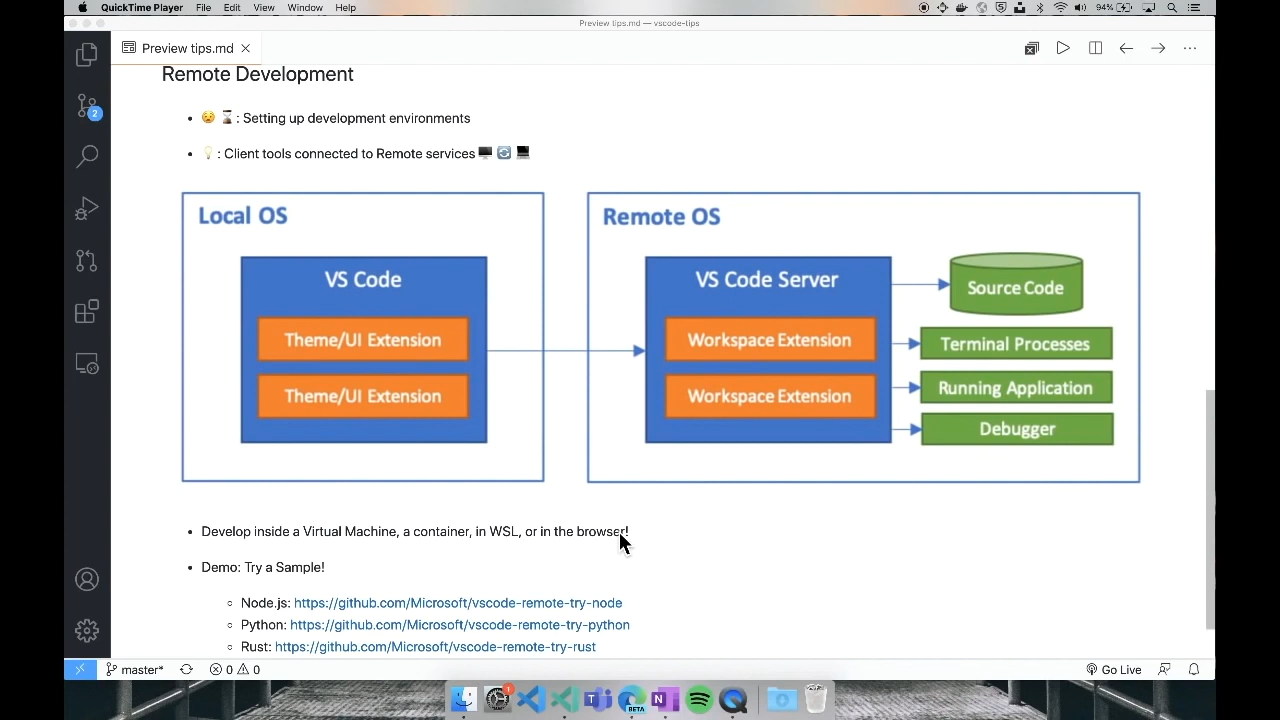 QuickTime Player File Edit View Window Help 94%
Preview tips.md — vscode-tips
Preview tips.md
Remote Development
: Setting up development environments
: Client tools connected to Remote services
Local OS
VS Code
Theme/UI Extension
Theme/UI Extension
Remote OS
VS Code Server
Workspace Extension
Workspace Extension
Source Code
Terminal Processes
Running Application
Debugger
Develop inside a Virtual Machine, a container, in WSL, or in the browser!
Demo: Try a Sample!
Node.js: https://github.com/Microsoft/vscode-remote-try-node
Python: https://github.com/Microsoft/vscode-remote-try-python
Rust: https://github.com/Microsoft/vscode-remote-try-rust
2
master* 0 0 Go Live
1
BETA